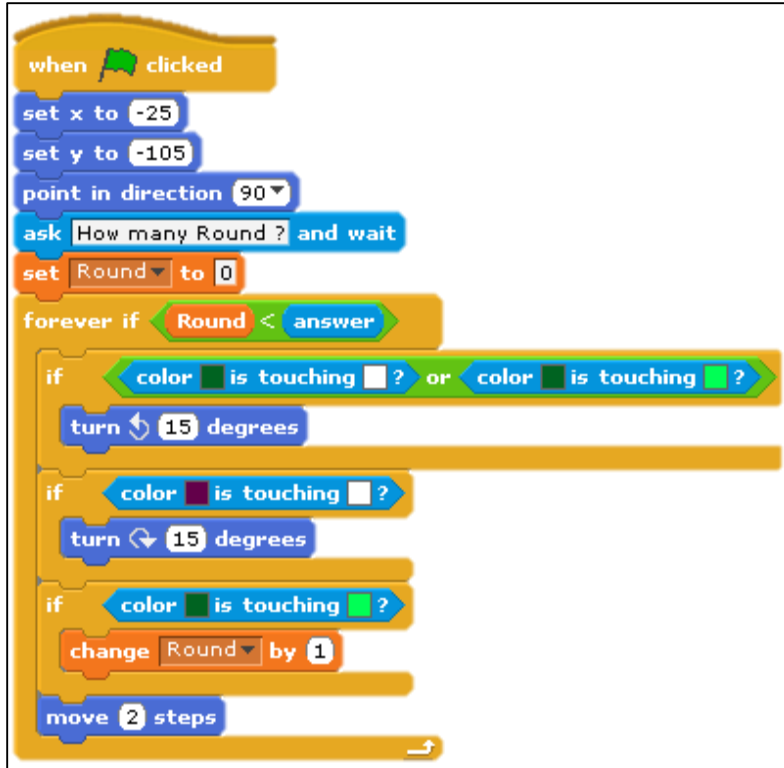 when clicked
set x to -25
set y to -105
point in direction 90
ask How many Round ? and wait
set Round to 0
forever if Round < answer
if color is touching ? or color is touching ?
turn 15 degrees
if color is touching ?
turn 15 degrees
if color is touching ?
change Round by 1
move 2 steps